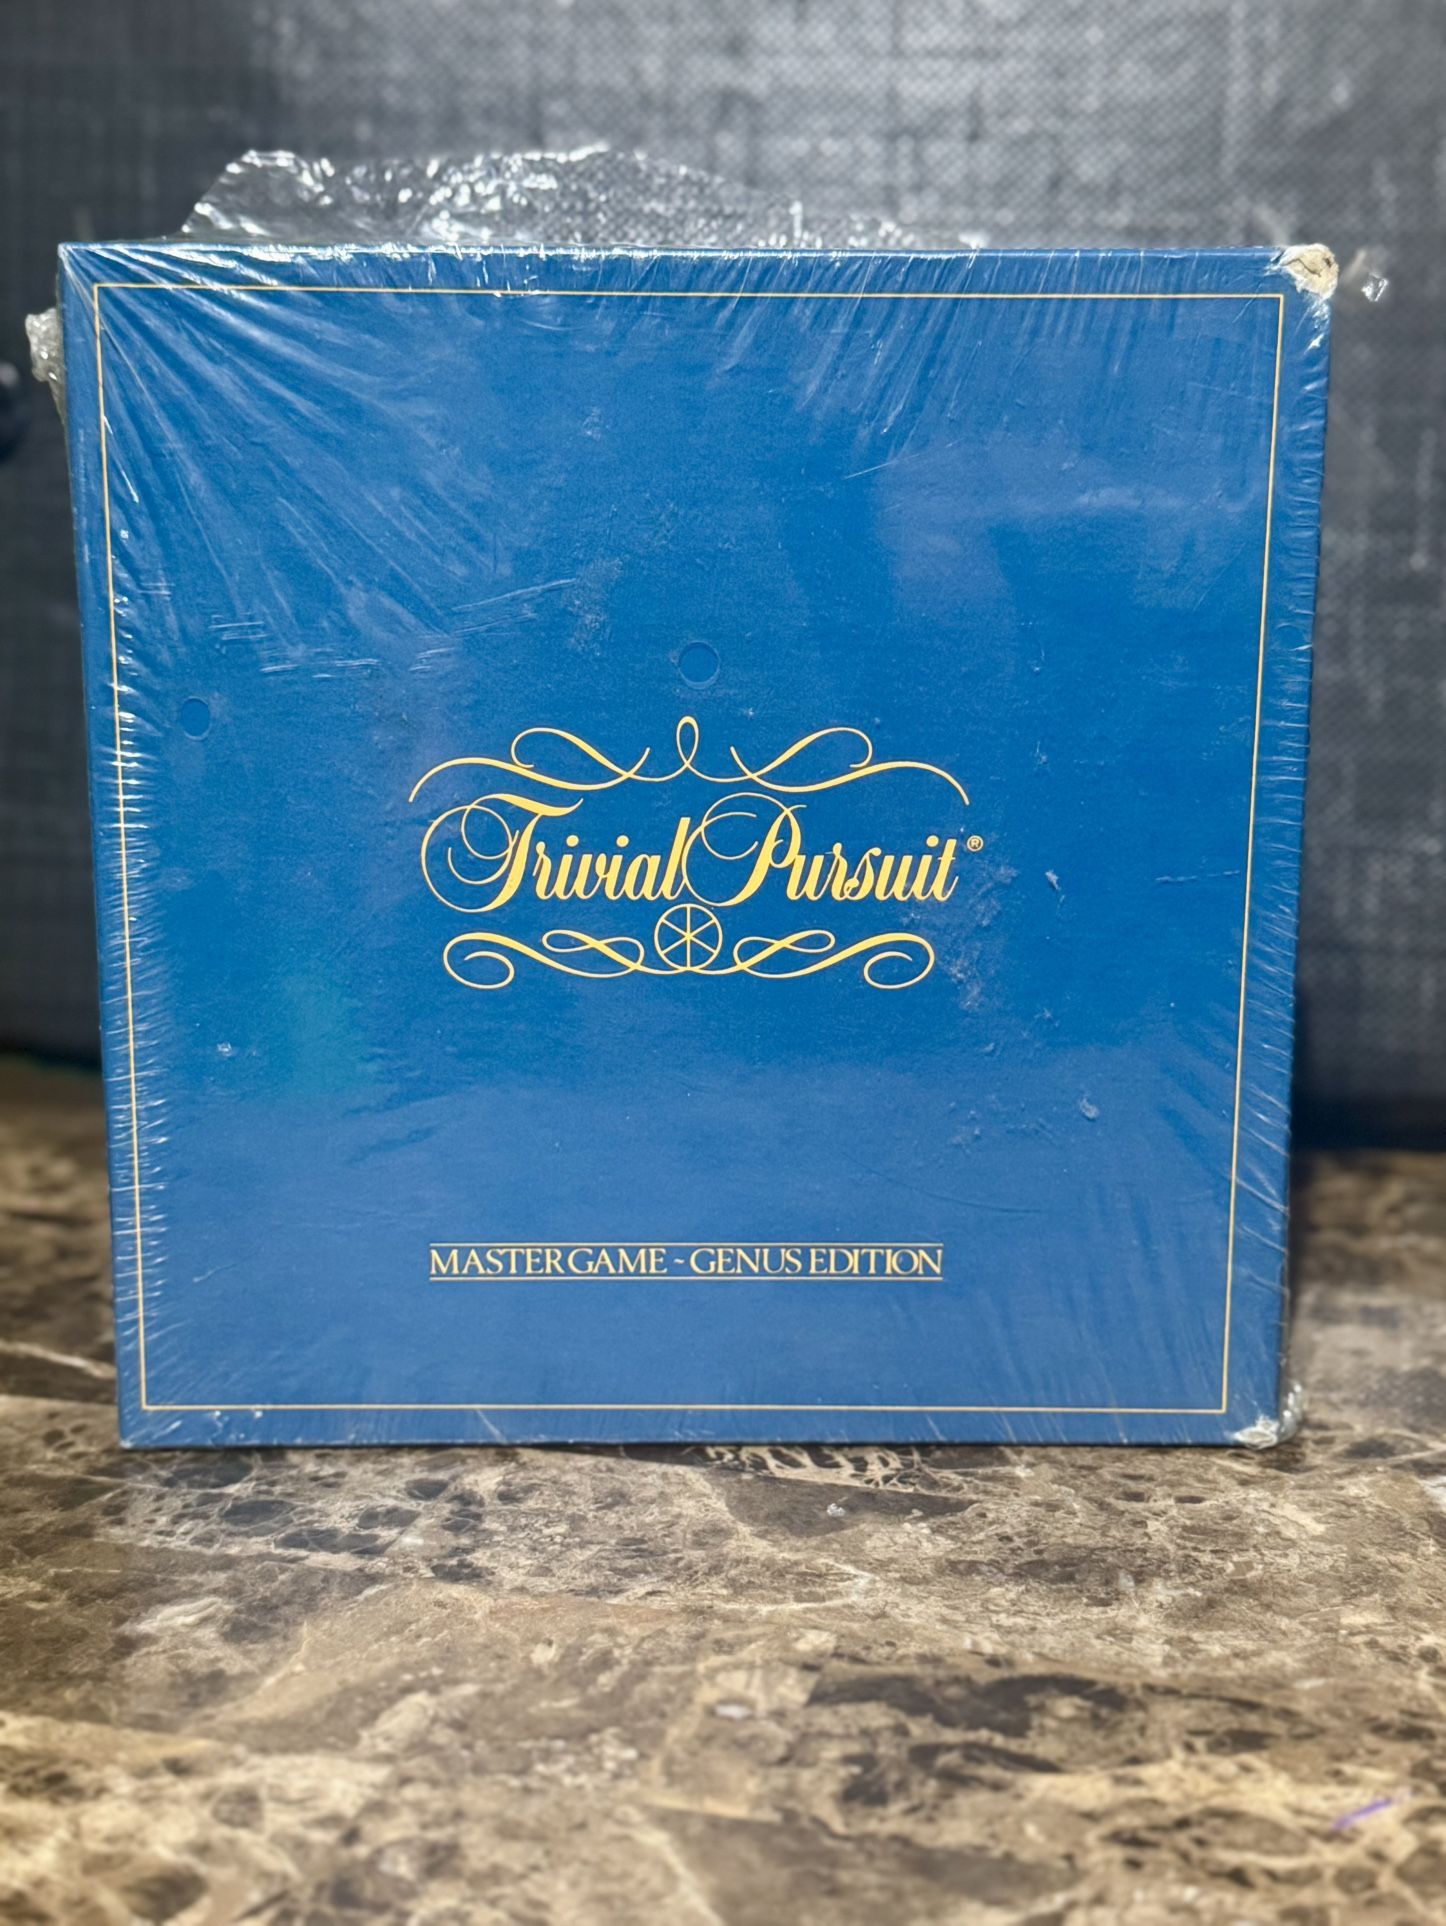 Trivial Pursuit®
MASTER GAME ~ GENUS EDITION